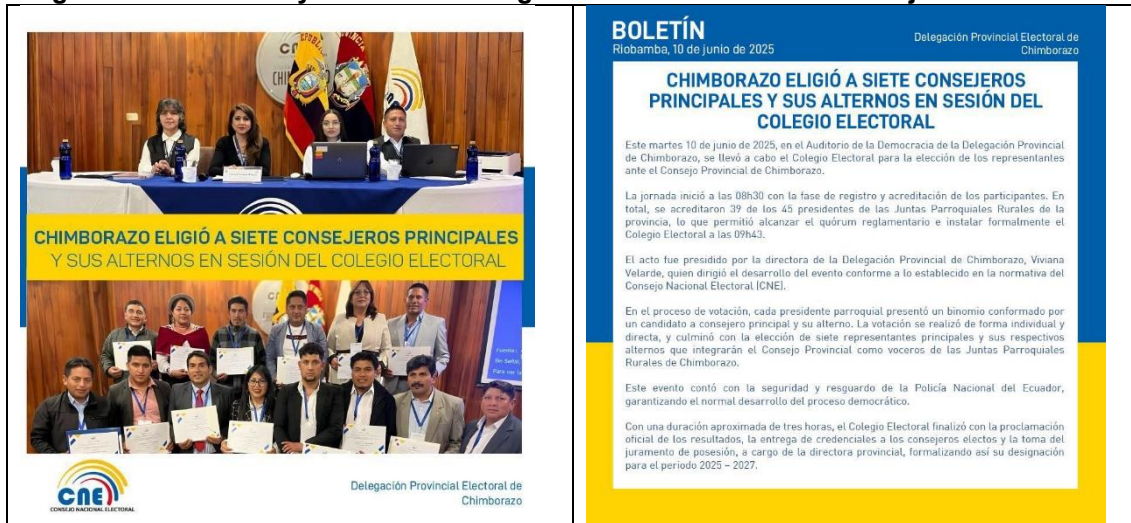 CHIMBORAZO ELIGIÓ A SIETE CONSEJEROS PRINCIPALES
Y SUS ALTERNOS EN SESIÓN DEL COLEGIO ELECTORAL
Fuente:
No Señal
Para ver la
CNE
CONSEJO NACIONAL ELECTORAL
Delegación Provincial Electoral de
Chimborazo
BOLETÍN
Riobamba, 10 de junio de 2025
Delegación Provincial Electoral de
Chimborazo
CHIMBORAZO ELIGIÓ A SIETE CONSEJEROS
PRINCIPALES Y SUS ALTERNOS EN SESIÓN DEL
COLEGIO ELECTORAL
Este martes 10 de junio de 2025, en el Auditorio de la Democracia de la Delegación Provincial
de Chimborazo, se llevó a cabo el Colegio Electoral para la elección de los representantes
ante el Consejo Provincial de Chimborazo.
La jornada inició a las 08h30 con la fase de registro y acreditación de los participantes. En
total, se acreditaron 39 de los 45 presidentes de las Juntas Parroquiales Rurales de la
provincia, lo que permitió alcanzar el quórum reglamentario e instalar formalmente el
Colegio Electoral a las 09h43.
El acto fue presidido por la directora de la Delegación Provincial de Chimborazo, Viviana
Velarde, quien dirigió el desarrollo del evento conforme a lo establecido en la normativa del
Consejo Nacional Electoral (CNE).
En el proceso de votación, cada presidente parroquial presentó un binomio conformado por
un candidato a consejero principal y su alterno. La votación se realizó de forma individual y
directa, y culminó con la elección de siete representantes principales y sus respectivos
alternos que integrarán el Consejo Provincial como voceros de las Juntas Parroquiales
Rurales de Chimborazo.
Este evento contó con la seguridad y resguardo de la Policía Nacional del Ecuador,
garantizando el normal desarrollo del proceso democrático.
Con una duración aproximada de tres horas, el Colegio Electoral finalizó con la proclamación
oficial de los resultados, la entrega de credenciales a los consejeros electos y la toma del
juramento de posesión, a cargo de la directora provincial, formalizando así su designación
para el periodo 2025 – 2027.